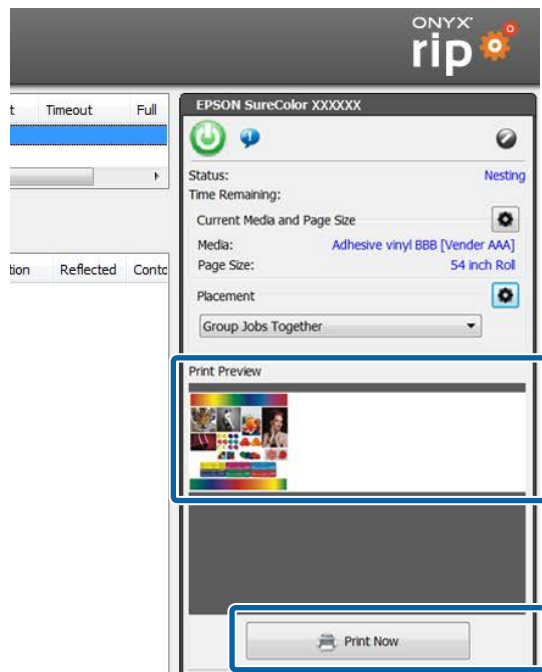 ONYX
rip
t Timeout Full
EPSON SureColor XXXXXX
Status: Nesting
Time Remaining:
Current Media and Page Size
Media: Adhesive vinyl BBB [Vender AAA]
Page Size: 54 inch Roll
tion Reflected Conto
Placement
Group Jobs Together
Print Preview
Print Now